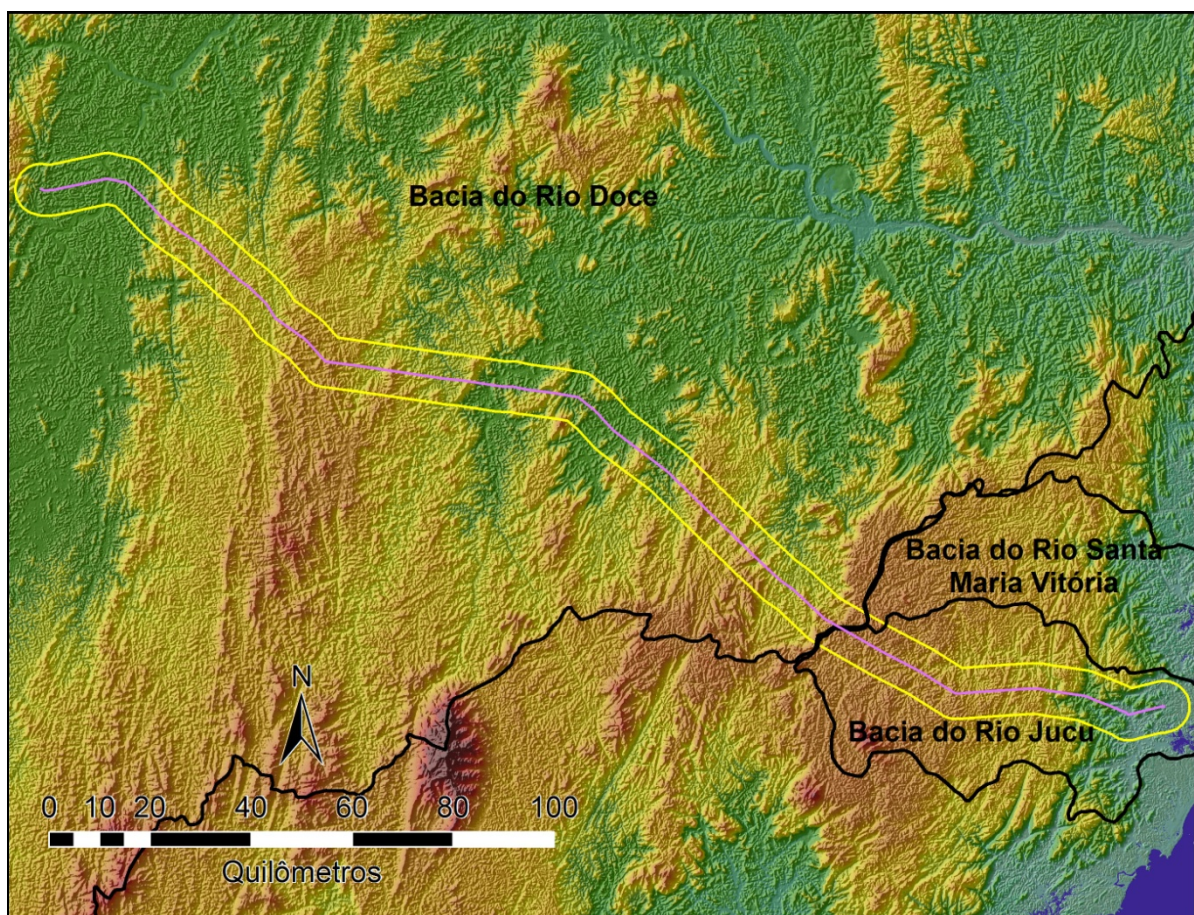 Bacia do Rio Doce
Bacia do Rio Santa
Maria Vitória
Bacia do Rio Jucu
N
0 10 20 40 60 80 100
Quilômetros